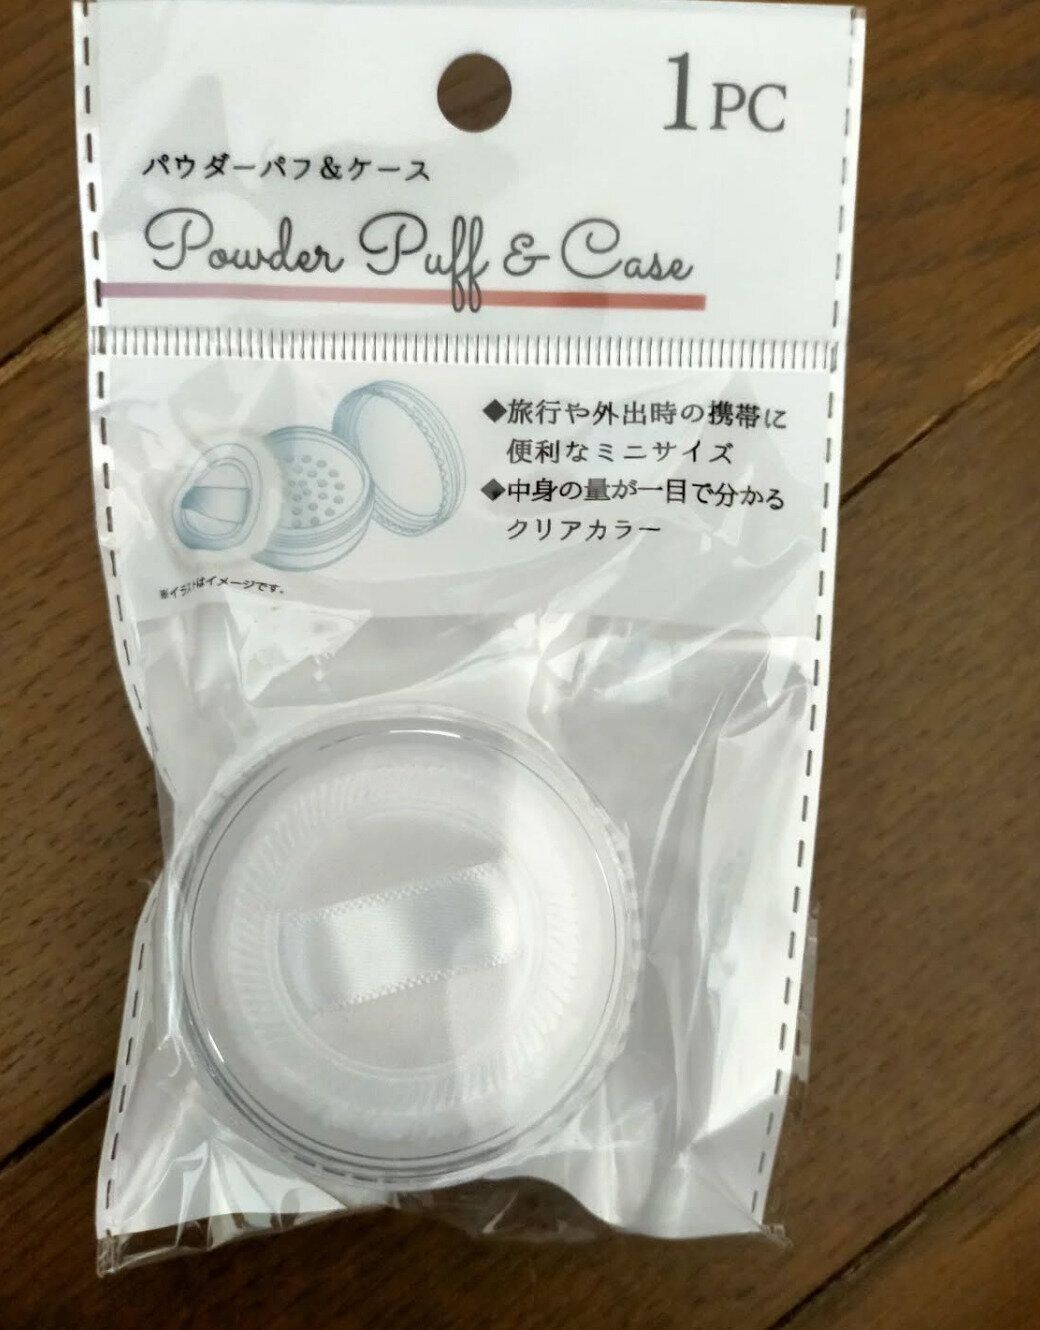 1PC
パウダーパフ&ケース
Powder Puff & Case
◆旅行や外出時の携帯に
便利なミニサイズ
◆中身の量が一目で分かる
クリアカラー
※イラストはイメージです。